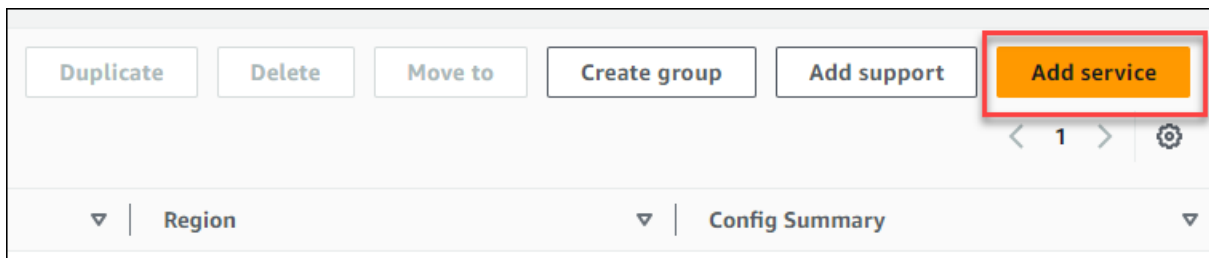 Duplicate Delete Move to Create group Add support Add service
1
Region Config Summary